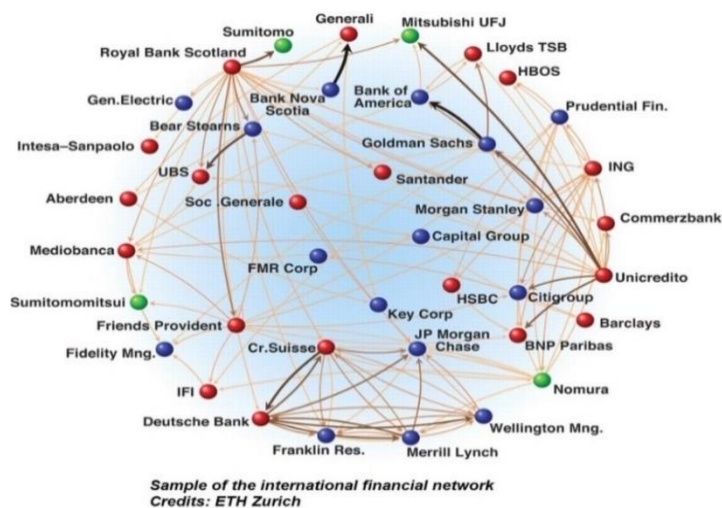 Generali
Sumitomo
Mitsubishi UFJ
Royal Bank Scotland
Lloyds TSB
HBOS
Gen.Electric
Bank Nova
Scotia
Bank of
America
Prudential Fin.
Bear Stearns
Goldman Sachs
Intesa–Sanpaolo
UBS
Santander
ING
Aberdeen
Soc .Generale
Morgan Stanley
Commerzbank
Mediobanca
Capital Group
FMR Corp
Unicredito
Sumitomomitsui
HSBC
Citigroup
Key Corp
Friends Provident
Barclays
Fidelity Mng.
Cr.Suisse
JP Morgan
Chase
BNP Paribas
IFI
Nomura
Deutsche Bank
Wellington Mng.
Franklin Res.
Merrill Lynch
Sample of the international financial network
Credits: ETH Zurich